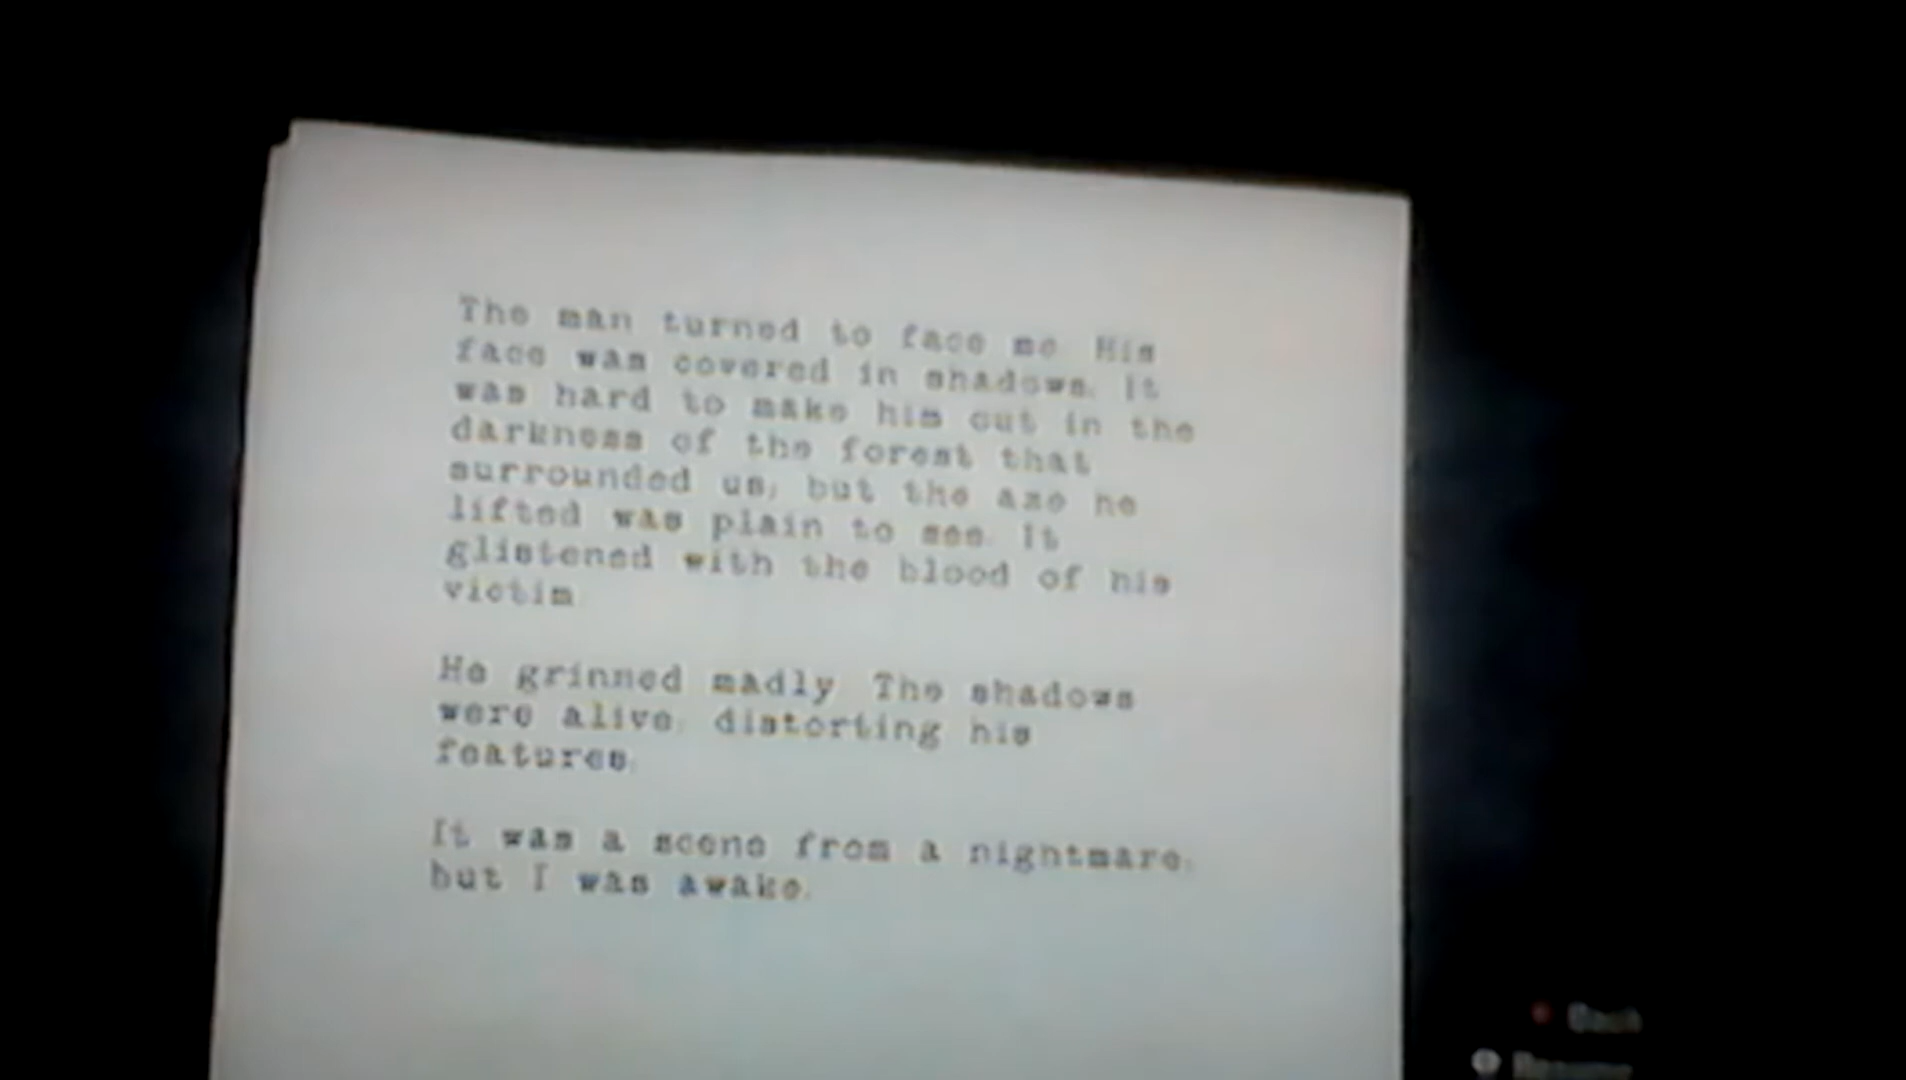 The man turned to face me. His
face was covered in shadows. It
was hard to make him out in the
darkness of the forest that
surrounded us, but the axe he
lifted was plain to see. It
glistened with the blood of his
victim.
He grinned madly. The shadows
were alive, distorting his
features.
It was a scene from a nightmare,
but I was awake.
Back
Resume